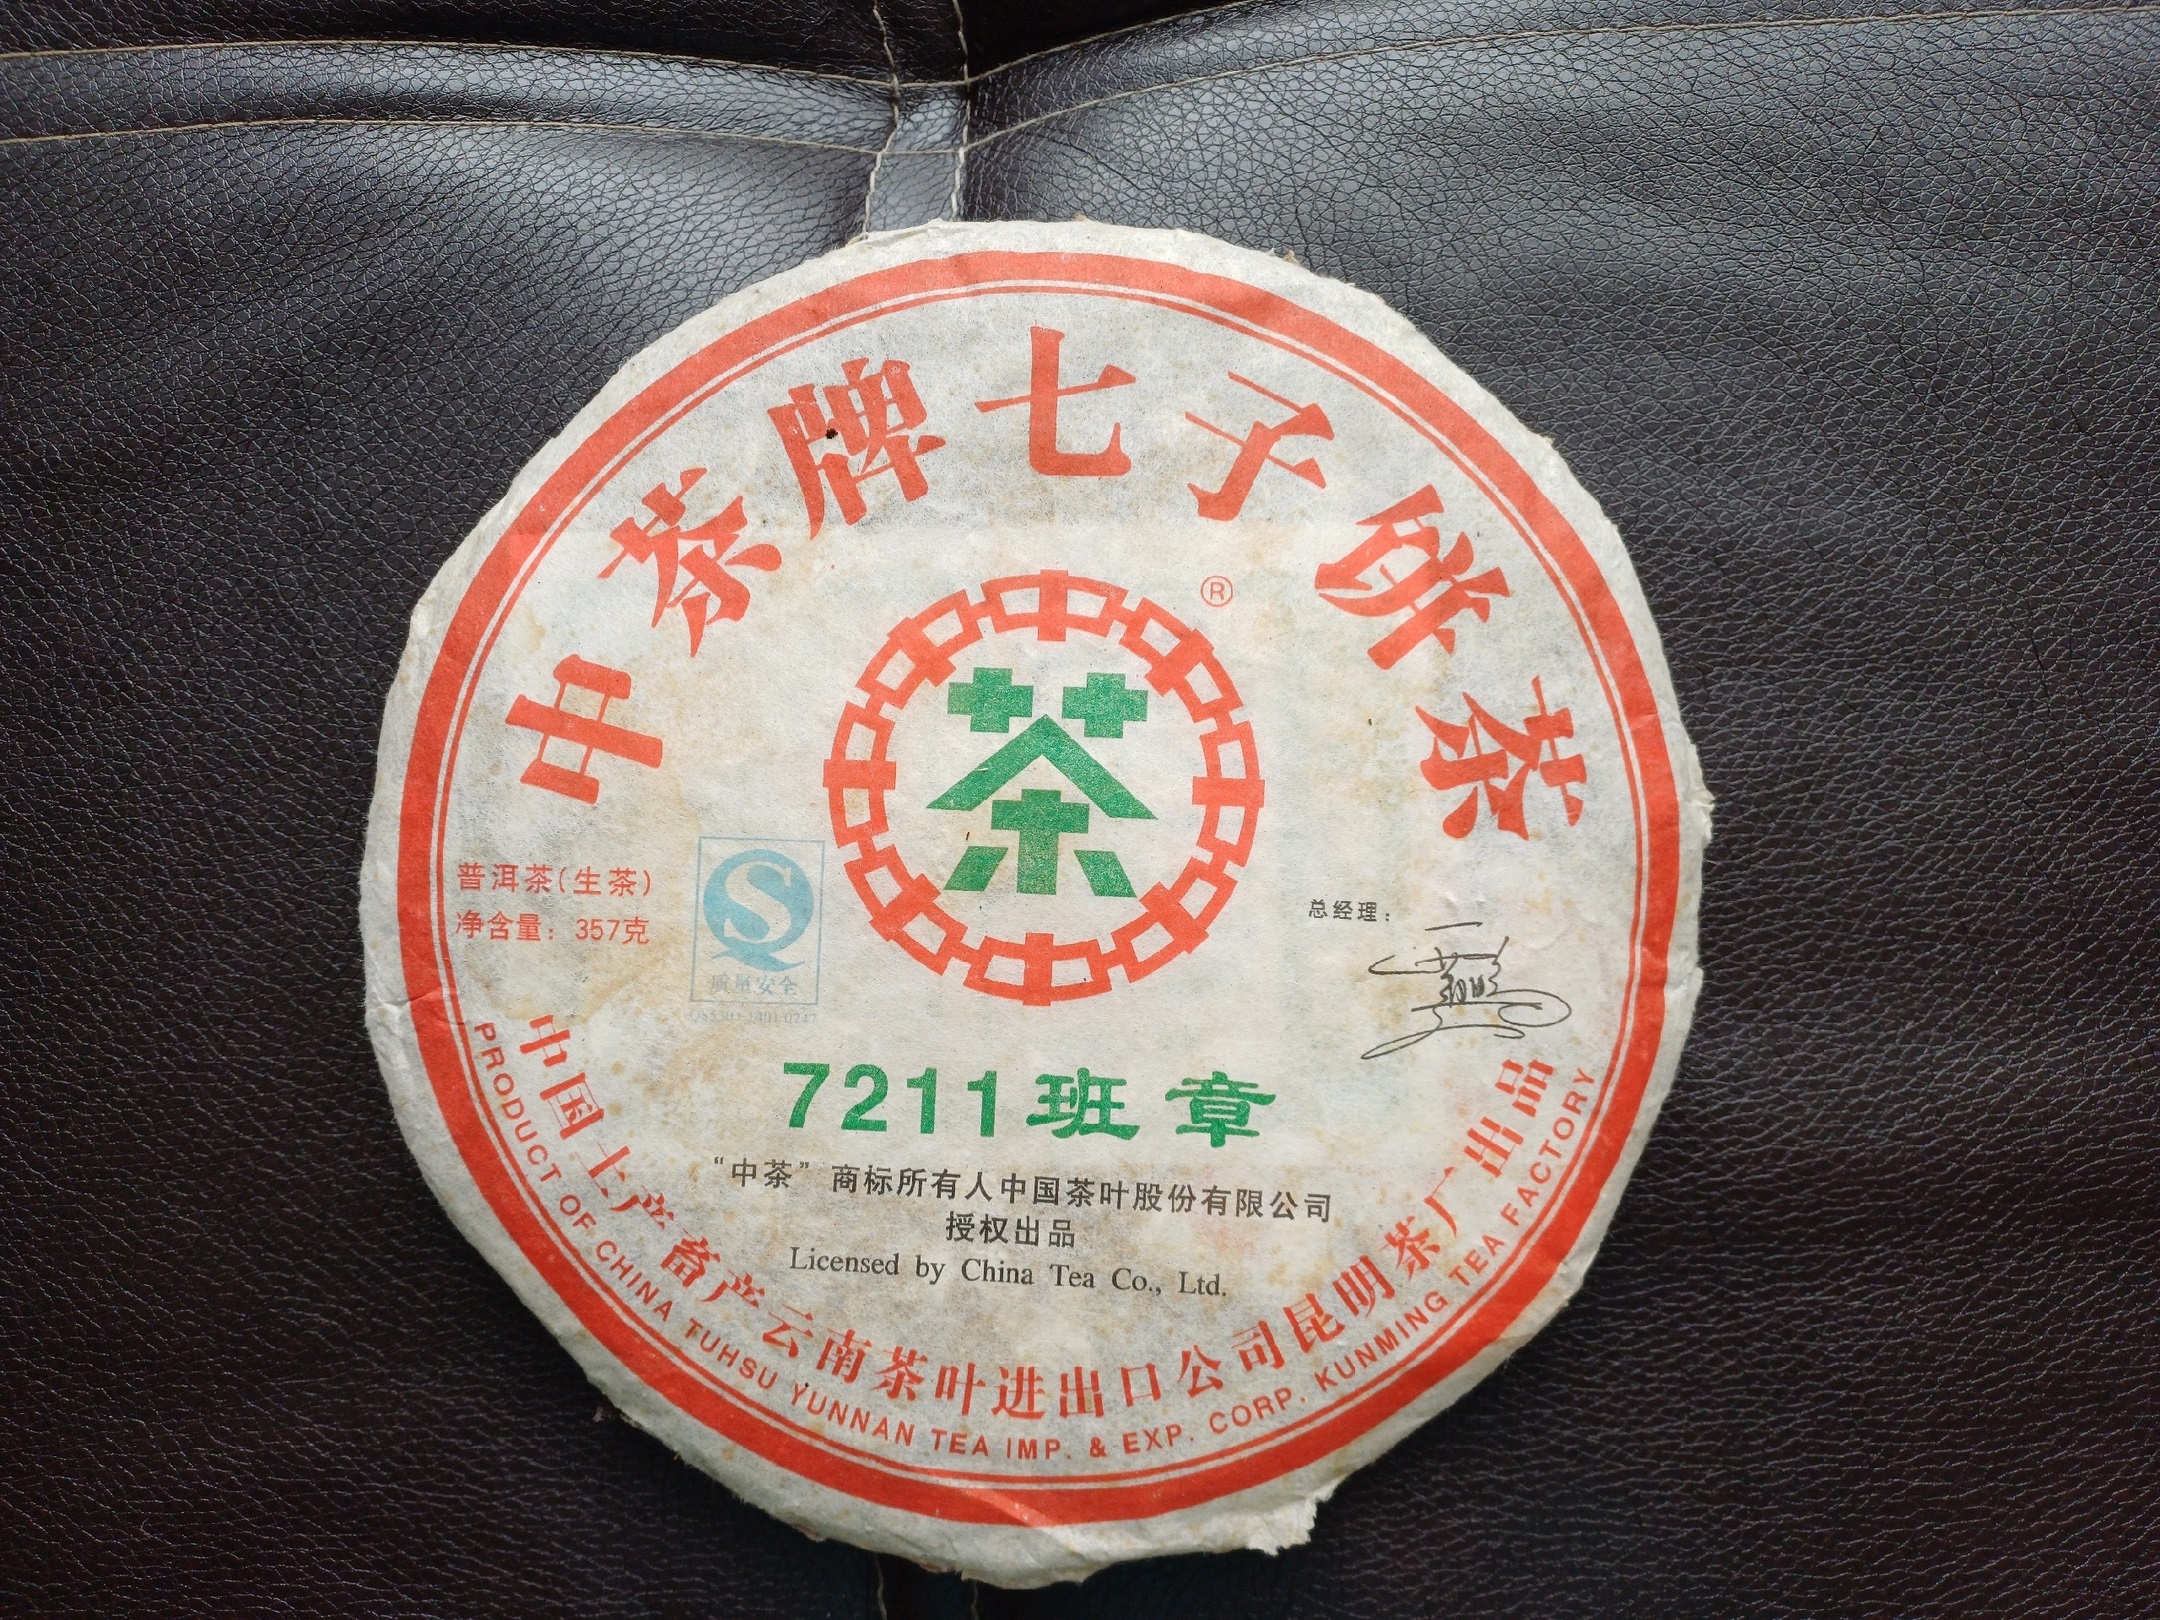 中茶牌七子饼茶
®
茶
普洱茶(生茶)
净含量：357克
质量安全
总经理：
7211班章
“中茶”商标所有人中国茶叶股份有限公司
授权出品
Licensed by China Tea Co., Ltd.
中国土产畜产云南茶叶进出口公司昆明茶厂出品
PRODUCT OF CHINA TUHSU YUNNAN TEA IMP. & EXP. CORP. KUNMING TEA FACTORY